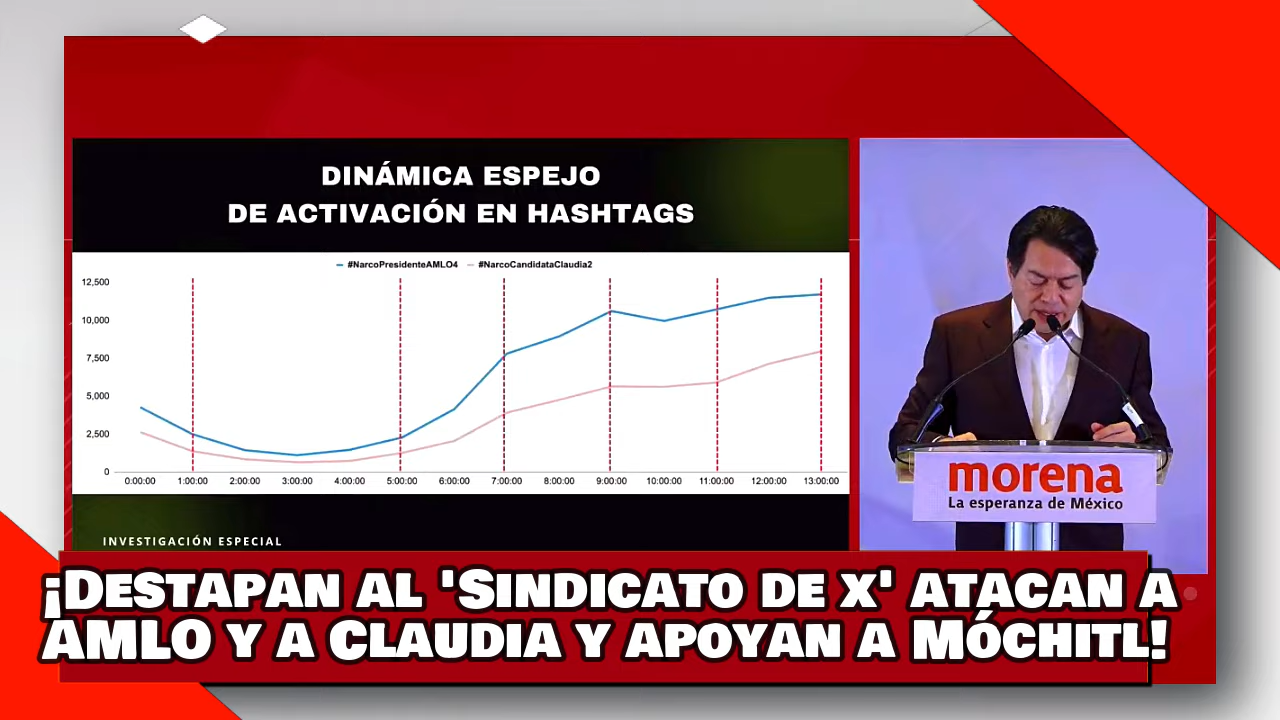 DINÁMICA ESPEJO
DE ACTIVACIÓN EN HASHTAGS
#NarcoPresidenteAMLO4 #NarcoCandidataClaudia2
12,500
10,000
7,500
5,000
2,500
0
0:00:00 1:00:00 2:00:00 3:00:00 4:00:00 5:00:00 6:00:00 7:00:00 8:00:00 9:00:00 10:00:00 11:00:00 12:00:00 13:00:00
INVESTIGACIÓN ESPECIAL
morena
La esperanza de México
¡DESTAPAN AL 'SINDICATO DE X' ATACAN A
AMLO Y A CLAUDIA Y APOYAN A MÓCHITL!